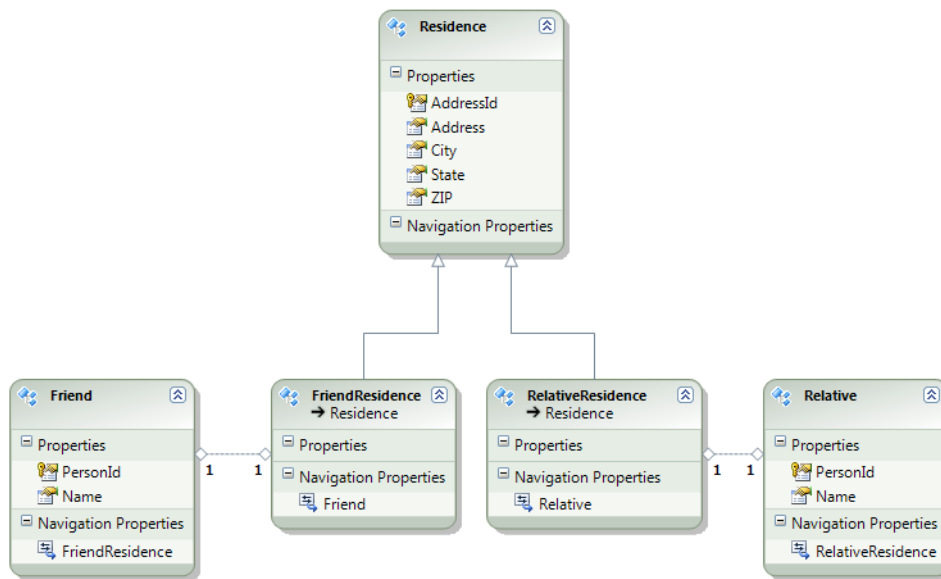 Residence
Properties
AddressId
Address
City
State
ZIP
Navigation Properties
Friend
Properties
PersonId
Name
Navigation Properties
FriendResidence
1
1
FriendResidence
→ Residence
Properties
Navigation Properties
Friend
RelativeResidence
→ Residence
Properties
Navigation Properties
Relative
1
1
Relative
Properties
PersonId
Name
Navigation Properties
RelativeResidence